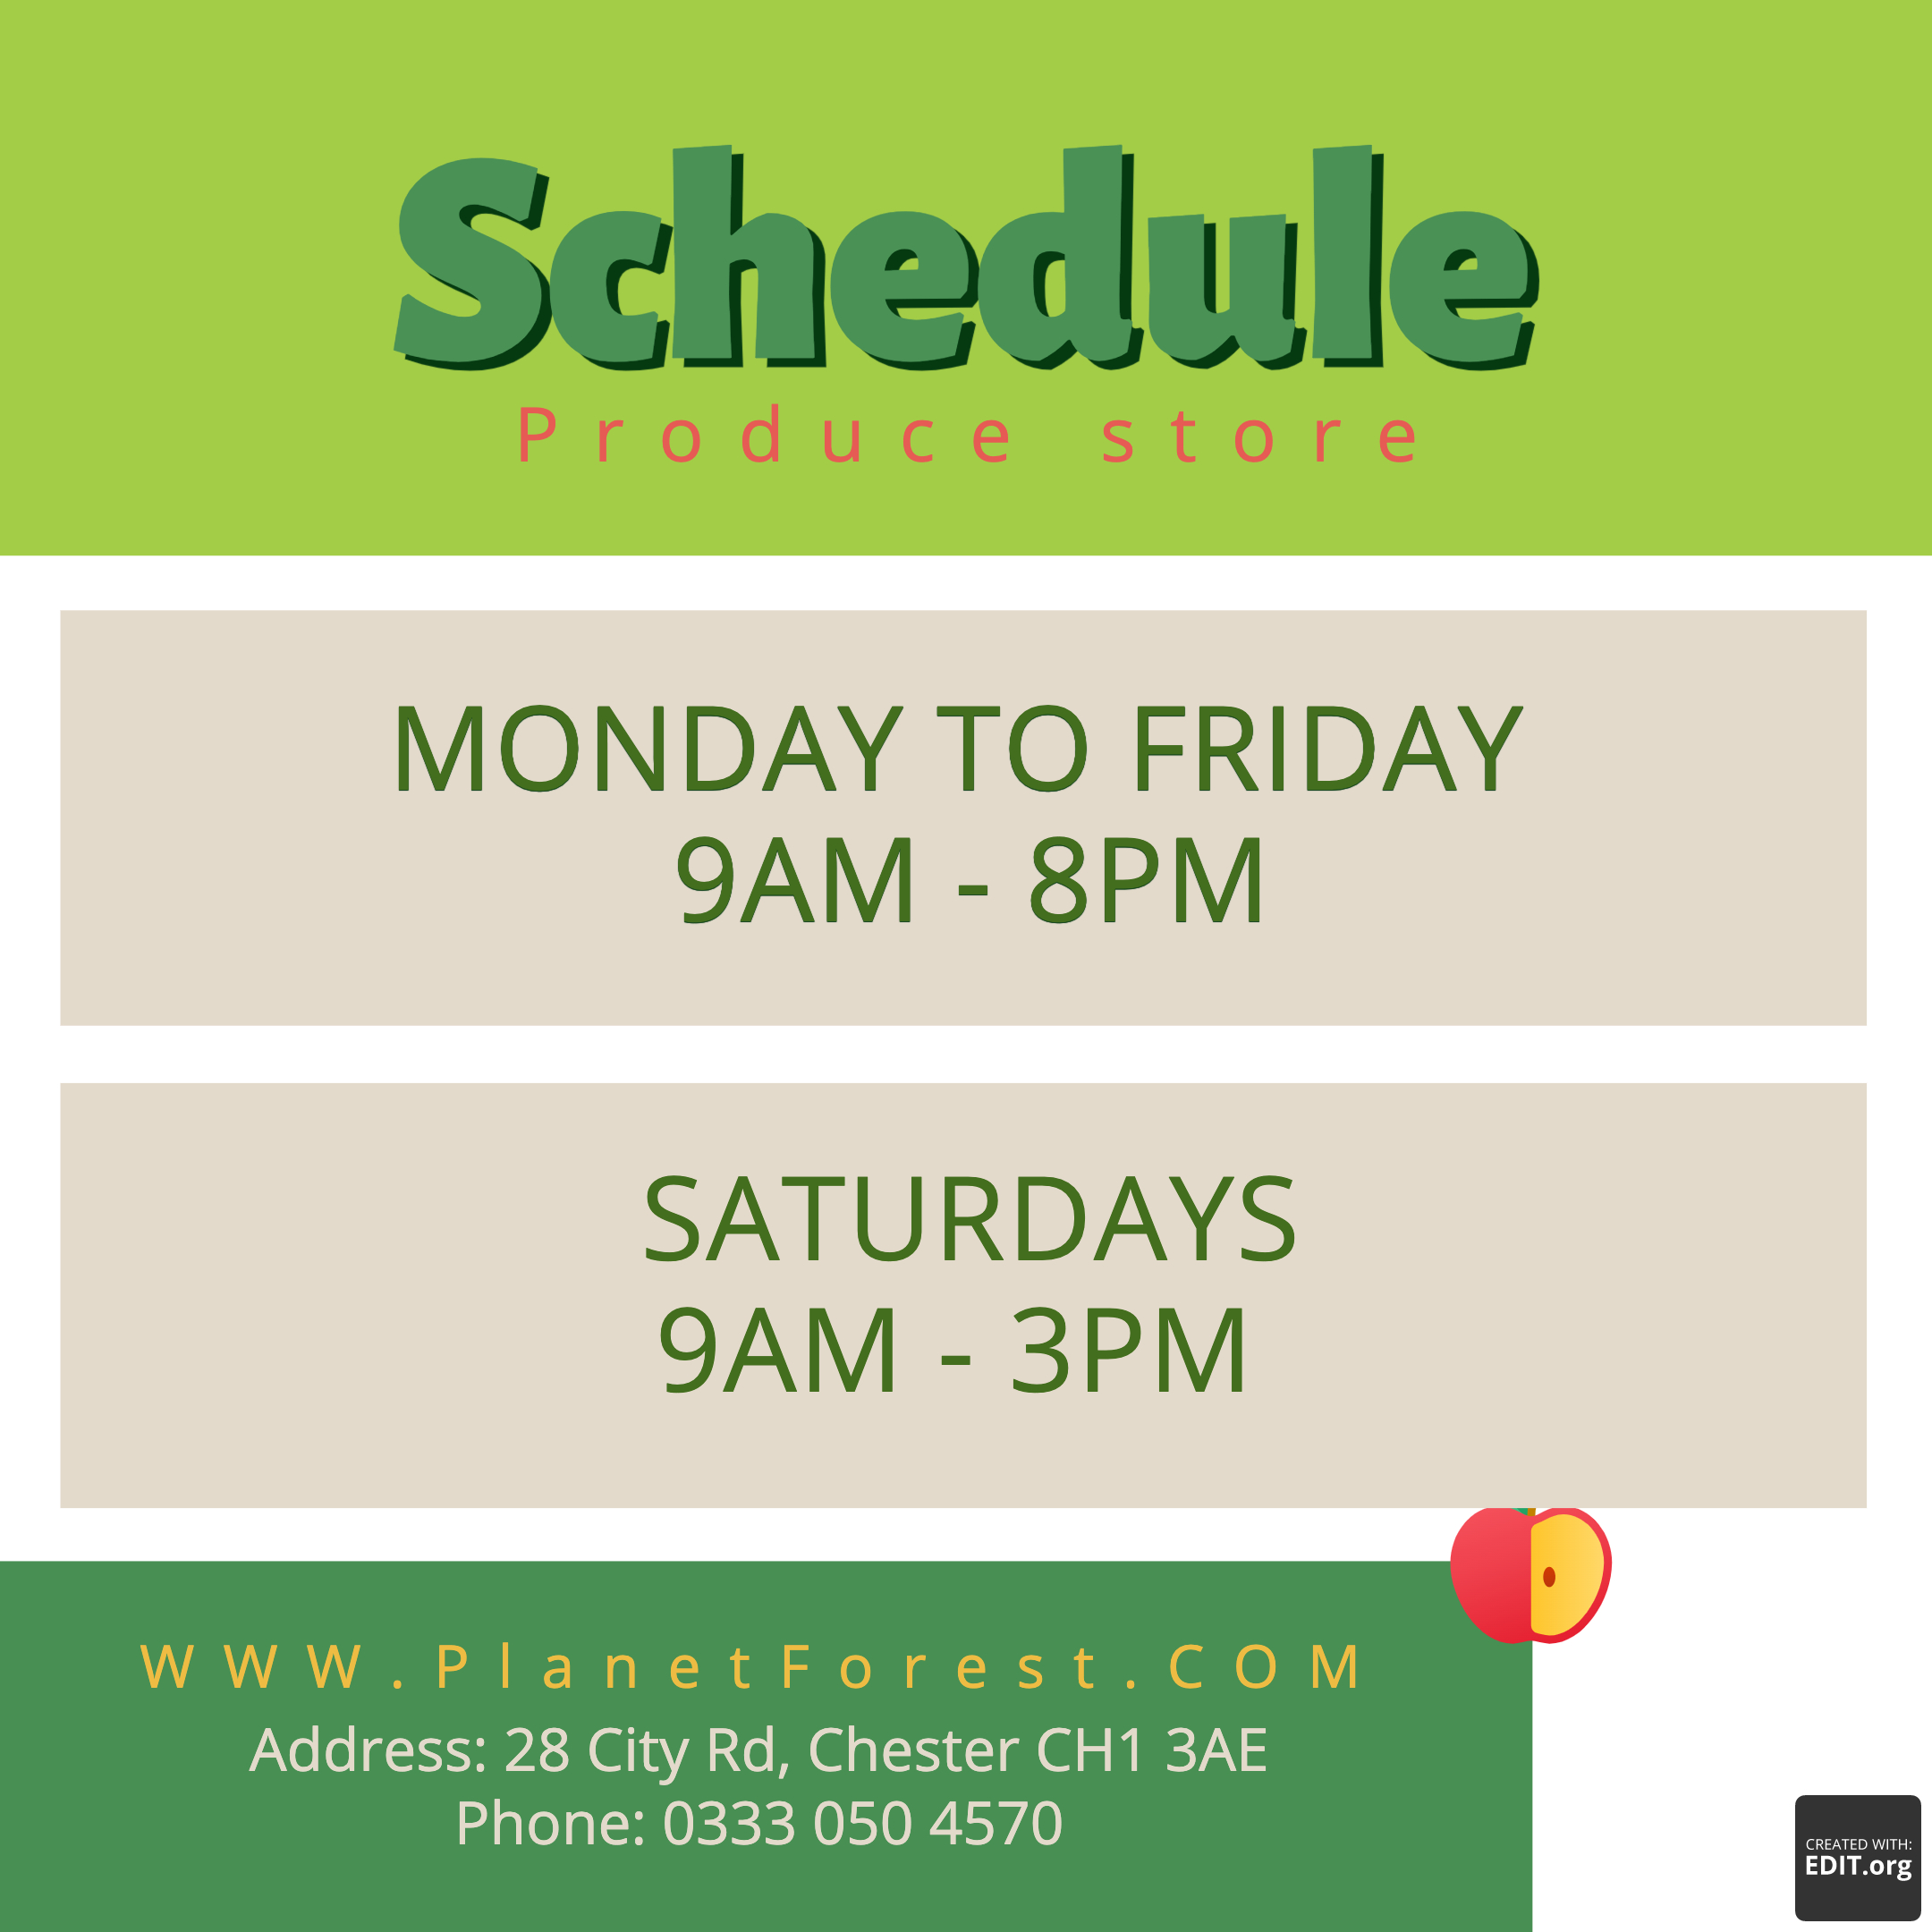 Schedule
Produce store
MONDAY TO FRIDAY
9AM - 8PM
SATURDAYS
9AM - 3PM
WWW.PlanetForest.COM
Address: 28 City Rd, Chester CH1 3AE
Phone: 0333 050 4570
CREATED WITH:
EDIT.org